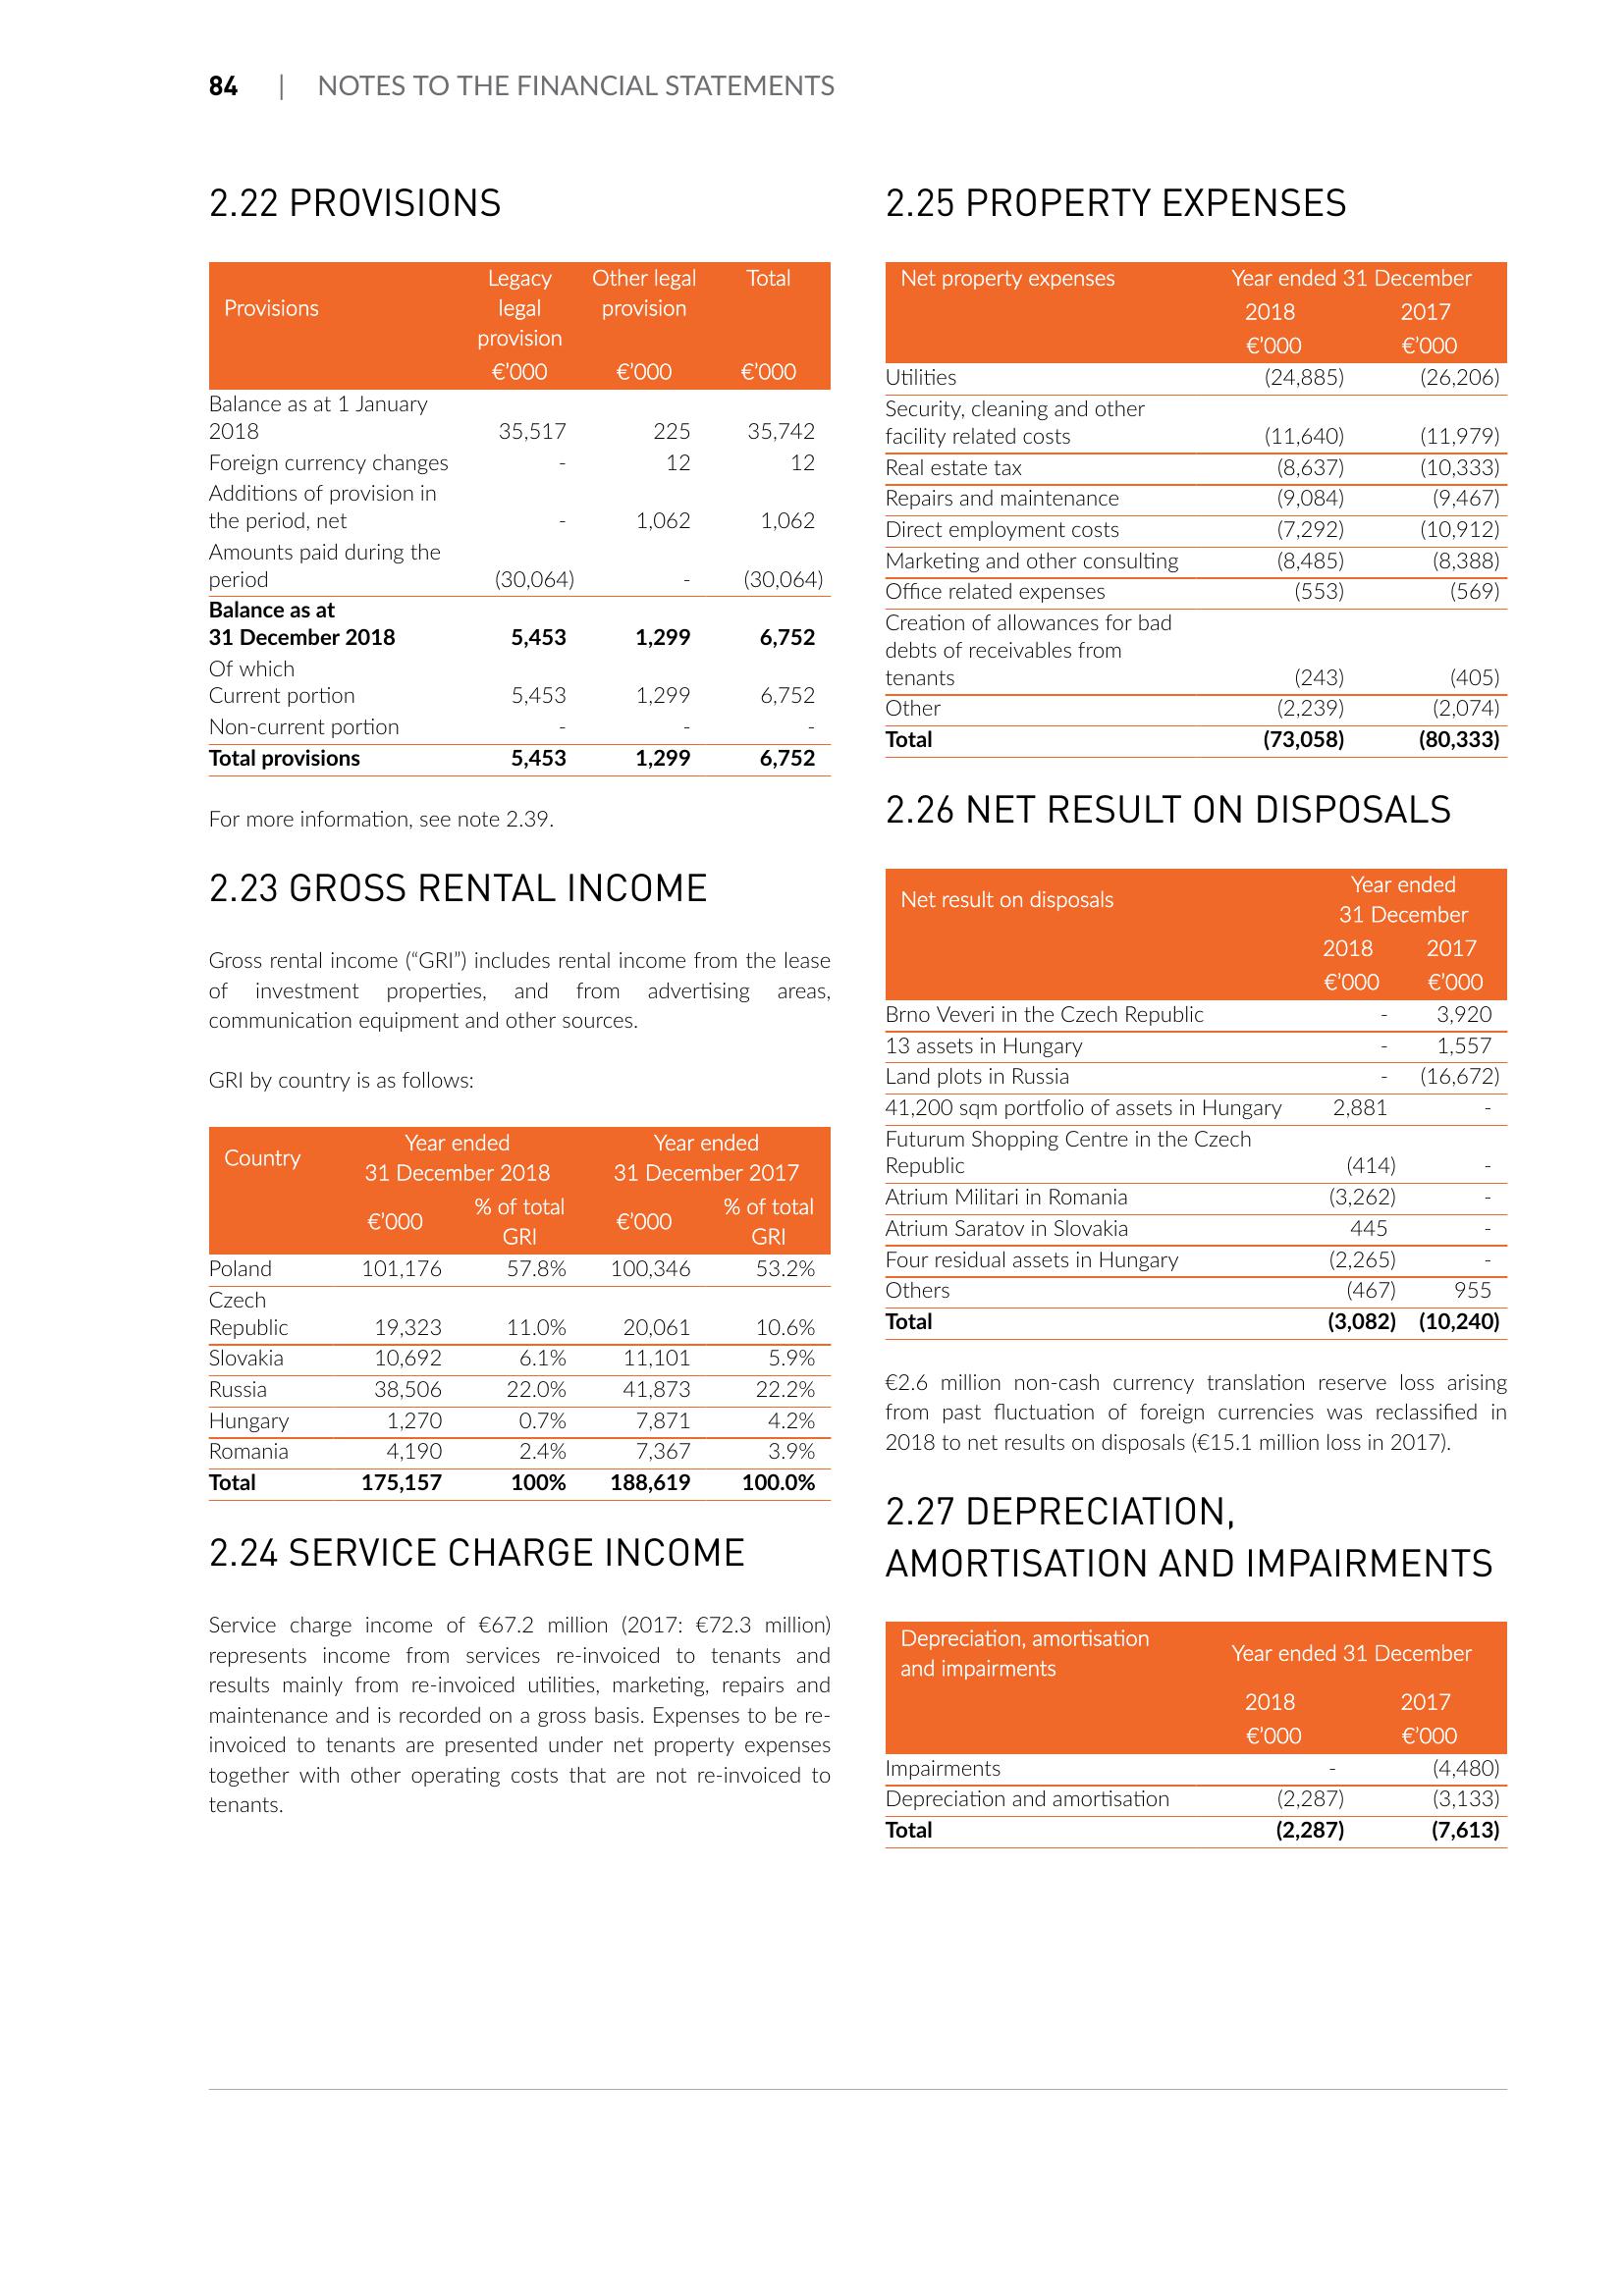 84 | NOTES TO THE FINANCIAL STATEMENTS
2.22 PROVISIONS
Provisions Legacy legal provision Other legal provision Total
€'000 €'000 €'000
Balance as at 1 January
2018 35,517 225 35,742
Foreign currency changes - 12 12
Additions of provision in
the period, net - 1,062 1,062
Amounts paid during the
period (30,064) - (30,064)
Balance as at
31 December 2018 5,453 1,299 6,752
Of which
Current portion 5,453 1,299 6,752
Non-current portion - - -
Total provisions 5,453 1,299 6,752
For more information, see note 2.39.
2.23 GROSS RENTAL INCOME
Gross rental income (“GRI”) includes rental income from the lease
of investment properties, and from advertising areas,
communication equipment and other sources.
GRI by country is as follows:
Country Year ended 31 December 2018 Year ended 31 December 2017
€'000 % of total GRI €'000 % of total GRI
Poland 101,176 57.8% 100,346 53.2%
Czech
Republic 19,323 11.0% 20,061 10.6%
Slovakia 10,692 6.1% 11,101 5.9%
Russia 38,506 22.0% 41,873 22.2%
Hungary 1,270 0.7% 7,871 4.2%
Romania 4,190 2.4% 7,367 3.9%
Total 175,157 100% 188,619 100.0%
2.24 SERVICE CHARGE INCOME
Service charge income of €67.2 million (2017: €72.3 million)
represents income from services re-invoiced to tenants and
results mainly from re-invoiced utilities, marketing, repairs and
maintenance and is recorded on a gross basis. Expenses to be re-
invoiced to tenants are presented under net property expenses
together with other operating costs that are not re-invoiced to
tenants.
2.25 PROPERTY EXPENSES
Net property expenses Year ended 31 December
2018 2017
€'000 €'000
Utilities (24,885) (26,206)
Security, cleaning and other
facility related costs (11,640) (11,979)
Real estate tax (8,637) (10,333)
Repairs and maintenance (9,084) (9,467)
Direct employment costs (7,292) (10,912)
Marketing and other consulting (8,485) (8,388)
Office related expenses (553) (569)
Creation of allowances for bad
debts of receivables from
tenants (243) (405)
Other (2,239) (2,074)
Total (73,058) (80,333)
2.26 NET RESULT ON DISPOSALS
Net result on disposals Year ended
31 December
2018 2017
€'000 €'000
Brno Veveri in the Czech Republic - 3,920
13 assets in Hungary - 1,557
Land plots in Russia - (16,672)
41,200 sqm portfolio of assets in Hungary 2,881 -
Futurum Shopping Centre in the Czech
Republic (414) -
Atrium Militari in Romania (3,262) -
Atrium Saratov in Slovakia 445 -
Four residual assets in Hungary (2,265) -
Others (467) 955
Total (3,082) (10,240)
€2.6 million non-cash currency translation reserve loss arising
from past fluctuation of foreign currencies was reclassified in
2018 to net results on disposals (€15.1 million loss in 2017).
2.27 DEPRECIATION,
AMORTISATION AND IMPAIRMENTS
Depreciation, amortisation
and impairments Year ended 31 December
2018 2017
€'000 €'000
Impairments - (4,480)
Depreciation and amortisation (2,287) (3,133)
Total (2,287) (7,613)